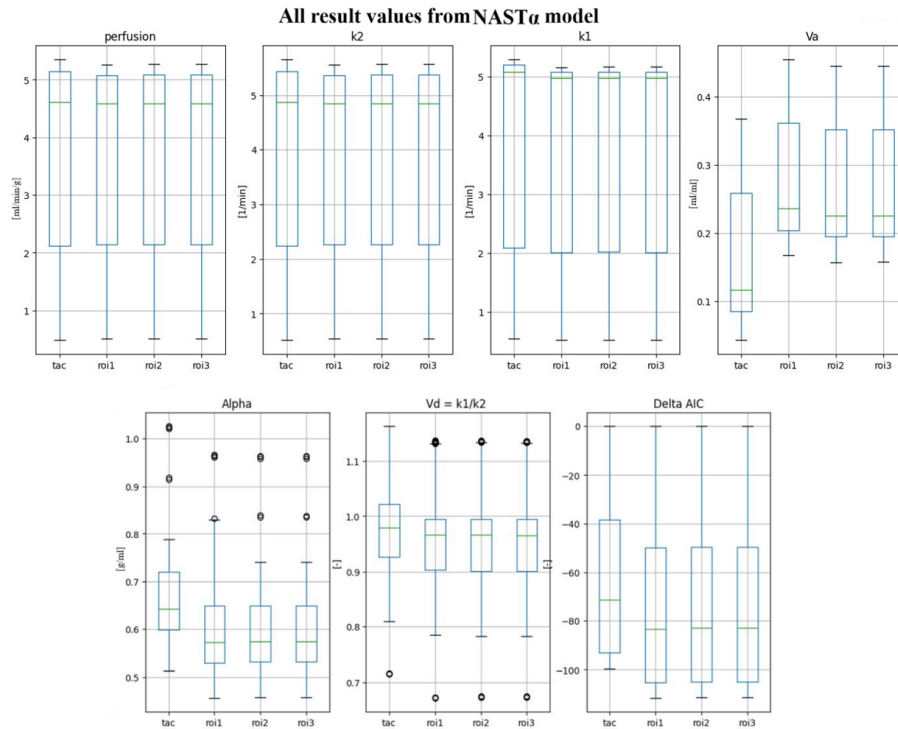 All result values from NASTα model
perfusion
k2
k1
Va
[ml/min/g]
5
4
3
2
1
tac roi1 roi2 roi3
[1/min]
5
4
3
2
1
tac roi1 roi2 roi3
[1/min]
5
4
3
2
1
tac roi1 roi2 roi3
[ml/ml]
0.4
0.3
0.2
0.1
tac roi1 roi2 roi3
Alpha
Vd = k1/k2
Delta AIC
[g/ml]
1.0
0.9
0.8
0.7
0.6
0.5
tac roi1 roi2 roi3
[-]
1.1
1.0
0.9
0.8
0.7
tac roi1 roi2 roi3
[-]
0
−20
−40
−60
−80
−100
tac roi1 roi2 roi3